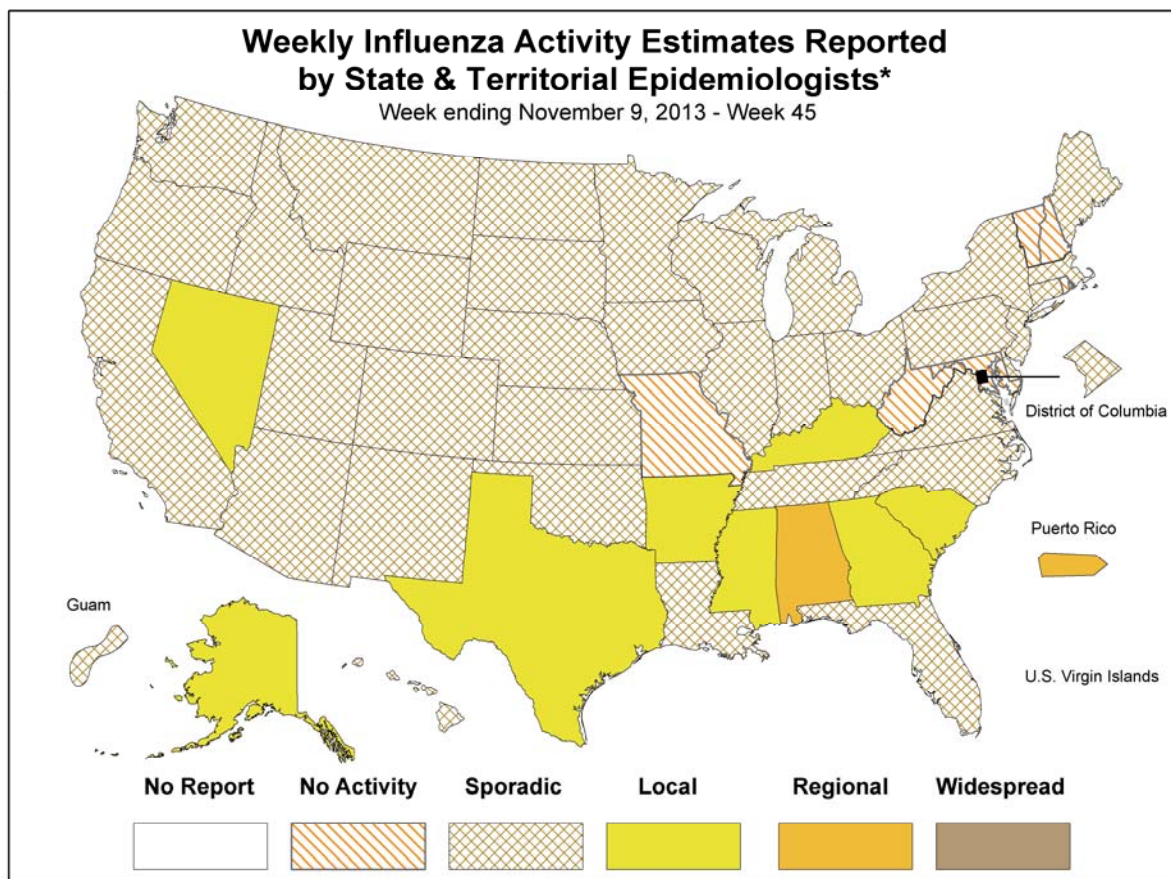 Weekly Influenza Activity Estimates Reported
by State & Territorial Epidemiologists*
Week ending November 9, 2013 - Week 45
District of Columbia
Puerto Rico
Guam
U.S. Virgin Islands
No Report No Activity Sporadic Local Regional Widespread